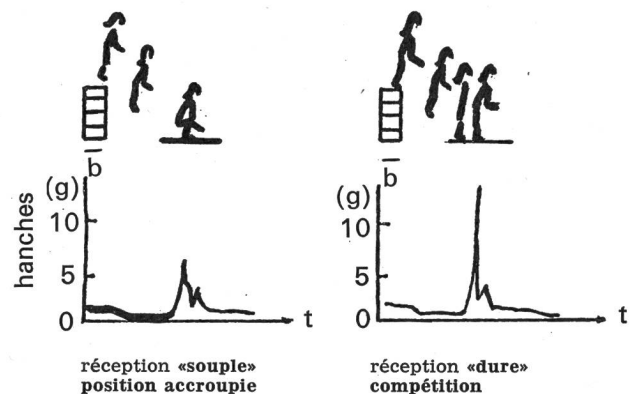 b
(g)
10
5
0
hanches
t
réception «souple»
position accroupie
b
(g)
10
5
0
t
réception «dure»
compétition